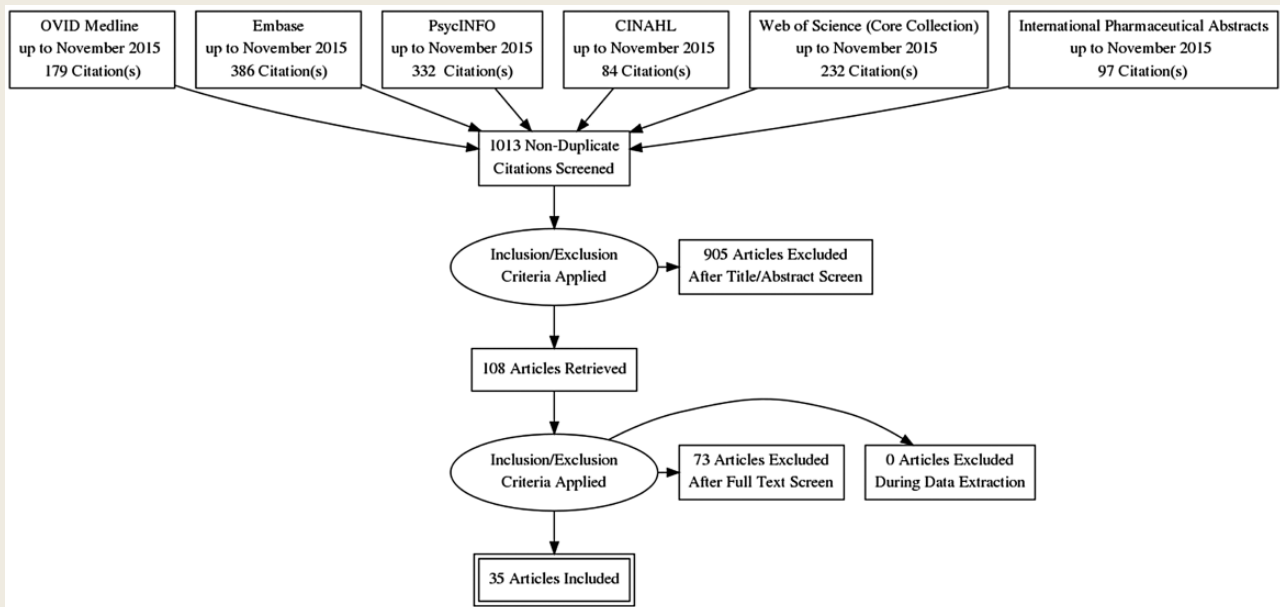 OVID Medline
up to November 2015
179 Citation(s)
Embase
up to November 2015
386 Citation(s)
PsycINFO
up to November 2015
332 Citation(s)
CINAHL
up to November 2015
84 Citation(s)
Web of Science (Core Collection)
up to November 2015
232 Citation(s)
International Pharmaceutical Abstracts
up to November 2015
97 Citation(s)
1013 Non-Duplicate
Citations Screened
Inclusion/Exclusion
Criteria Applied
905 Articles Excluded
After Title/Abstract Screen
108 Articles Retrieved
Inclusion/Exclusion
Criteria Applied
73 Articles Excluded
After Full Text Screen
0 Articles Excluded
During Data Extraction
35 Articles Included